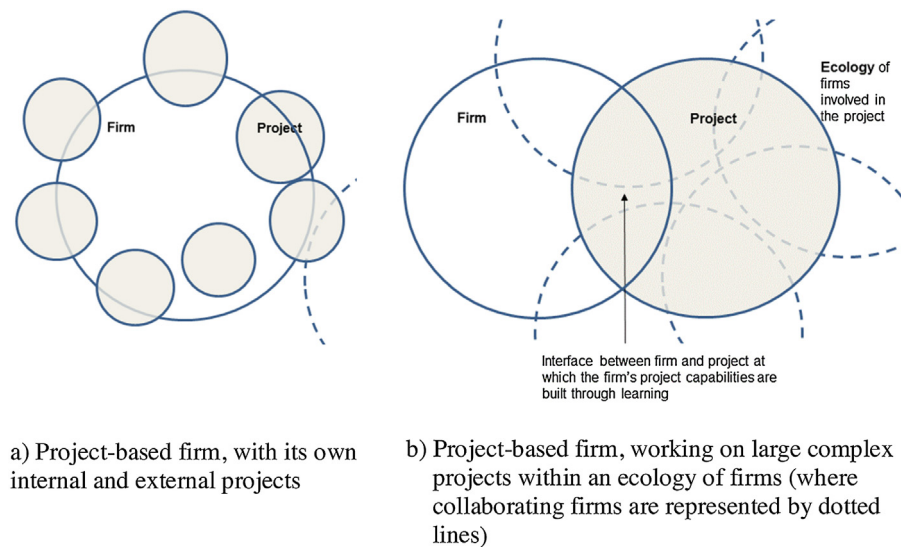 Firm
Project
Firm
Project
Ecology of
firms
involved in
the project
Interface between firm and project at
which the firm's project capabilities are
built through learning
a) Project-based firm, with its own
internal and external projects
b) Project-based firm, working on large complex
projects within an ecology of firms (where
collaborating firms are represented by dotted
lines)